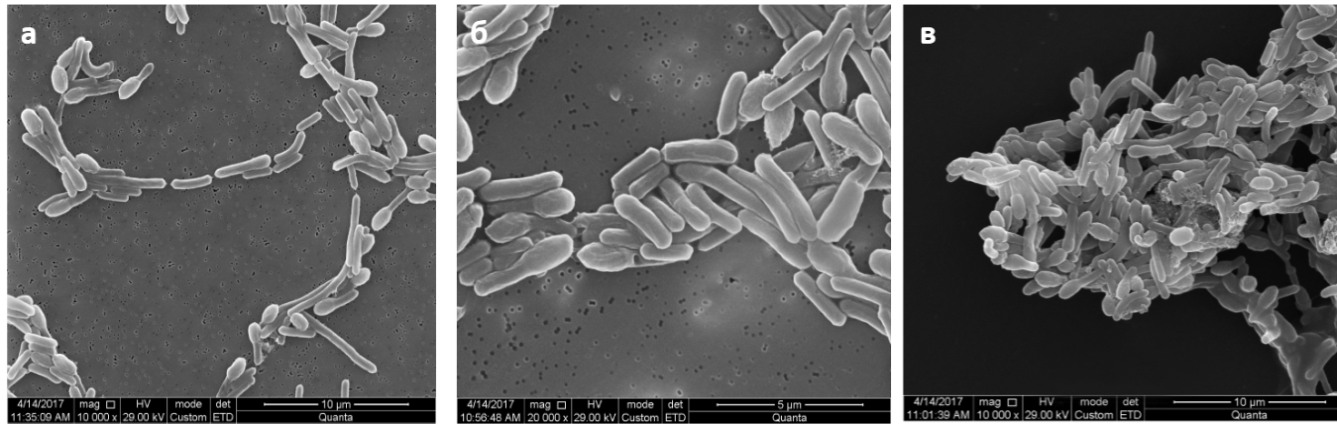 а
4/14/2017 mag HV mode det 10 µm
11:35:09 AM 10 000 x 29.00 kV Custom ETD Quanta
б
4/14/2017 mag HV mode det 5 µm
10:56:48 AM 20 000 x 29.00 kV Custom ETD Quanta
в
4/14/2017 mag HV mode det 10 µm
11:01:39 AM 10 000 x 29.00 kV Custom ETD Quanta